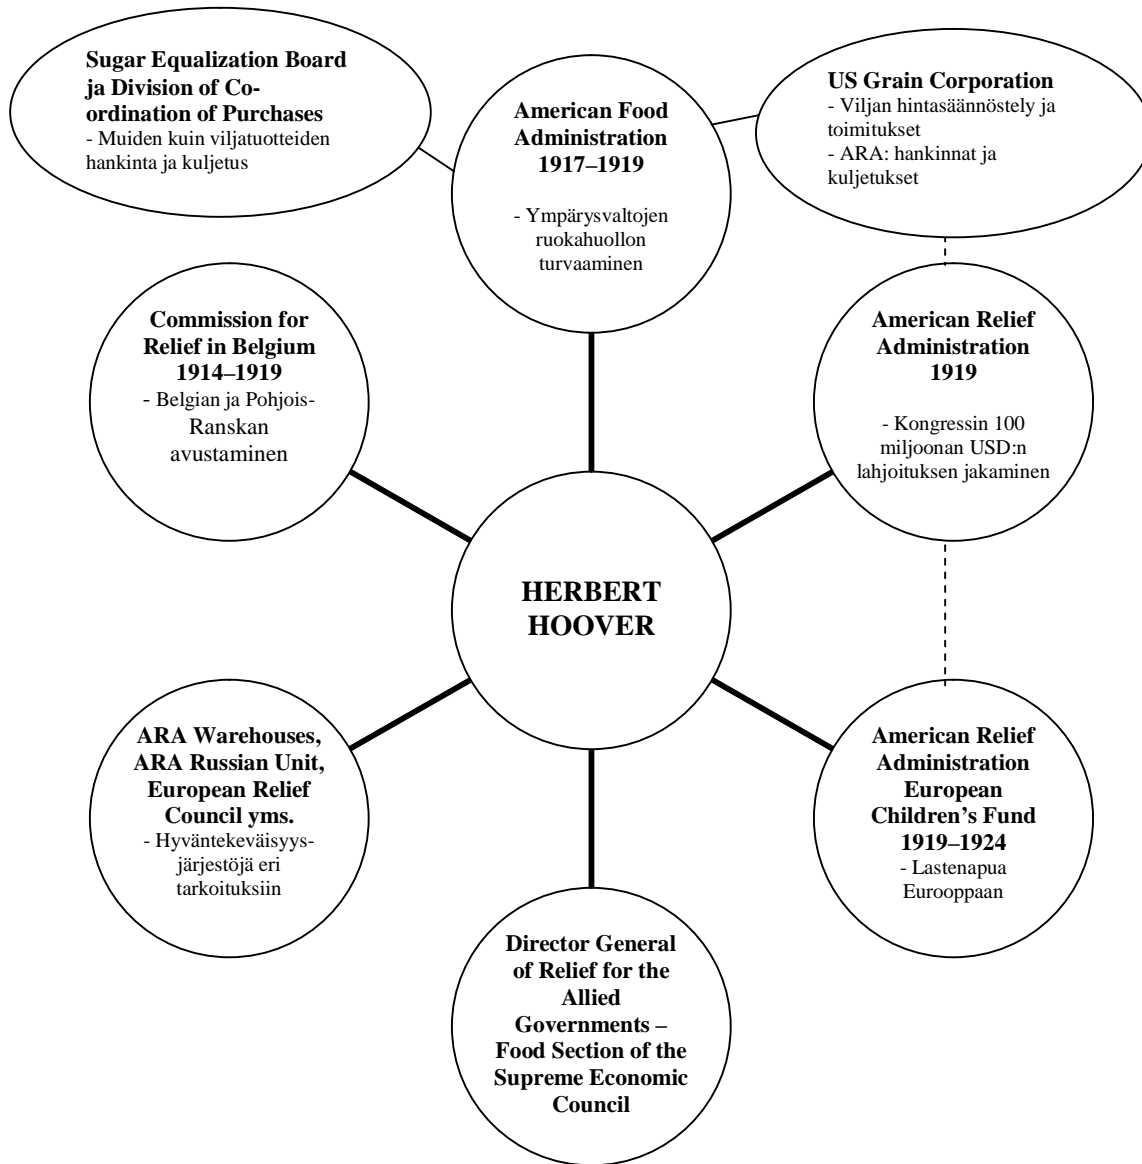 Sugar Equalization Board
ja Division of Co-
ordination of Purchases
- Muiden kuin viljatuotteiden
hankinta ja kuljetus
American Food
Administration
1917–1919
- Ympärysvaltojen
ruokahuollon
turvaaminen
US Grain Corporation
- Viljan hintasäännöstely ja
toimitukset
- ARA: hankinnat ja
kuljetukset
Commission for
Relief in Belgium
1914–1919
- Belgian ja Pohjois-
Ranskan
avustaminen
American Relief
Administration
1919
- Kongressin 100
miljoonan USD:n
lahjoituksen jakaminen
HERBERT
HOOVER
ARA Warehouses,
ARA Russian Unit,
European Relief
Council yms.
- Hyväntekeväisyys-
järjestöjä eri
tarkoituksiin
American Relief
Administration
European
Children’s Fund
1919–1924
- Lastenapua
Eurooppaan
Director General
of Relief for the
Allied
Governments –
Food Section of the
Supreme Economic
Council